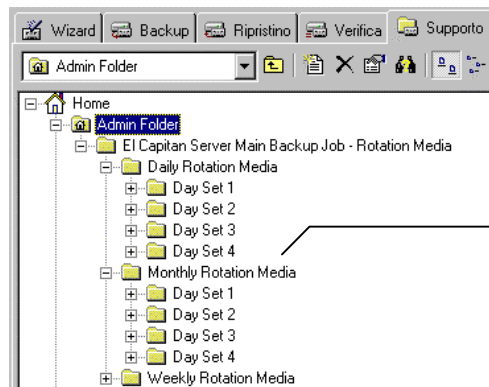 Wizard Backup Ripristino Verifica Supporto
Admin Folder
Home
Admin Folder
El Capitan Server Main Backup Job - Rotation Media
Daily Rotation Media
Day Set 1
Day Set 2
Day Set 3
Day Set 4
Monthly Rotation Media
Day Set 1
Day Set 2
Day Set 3
Day Set 4
Weekly Rotation Media